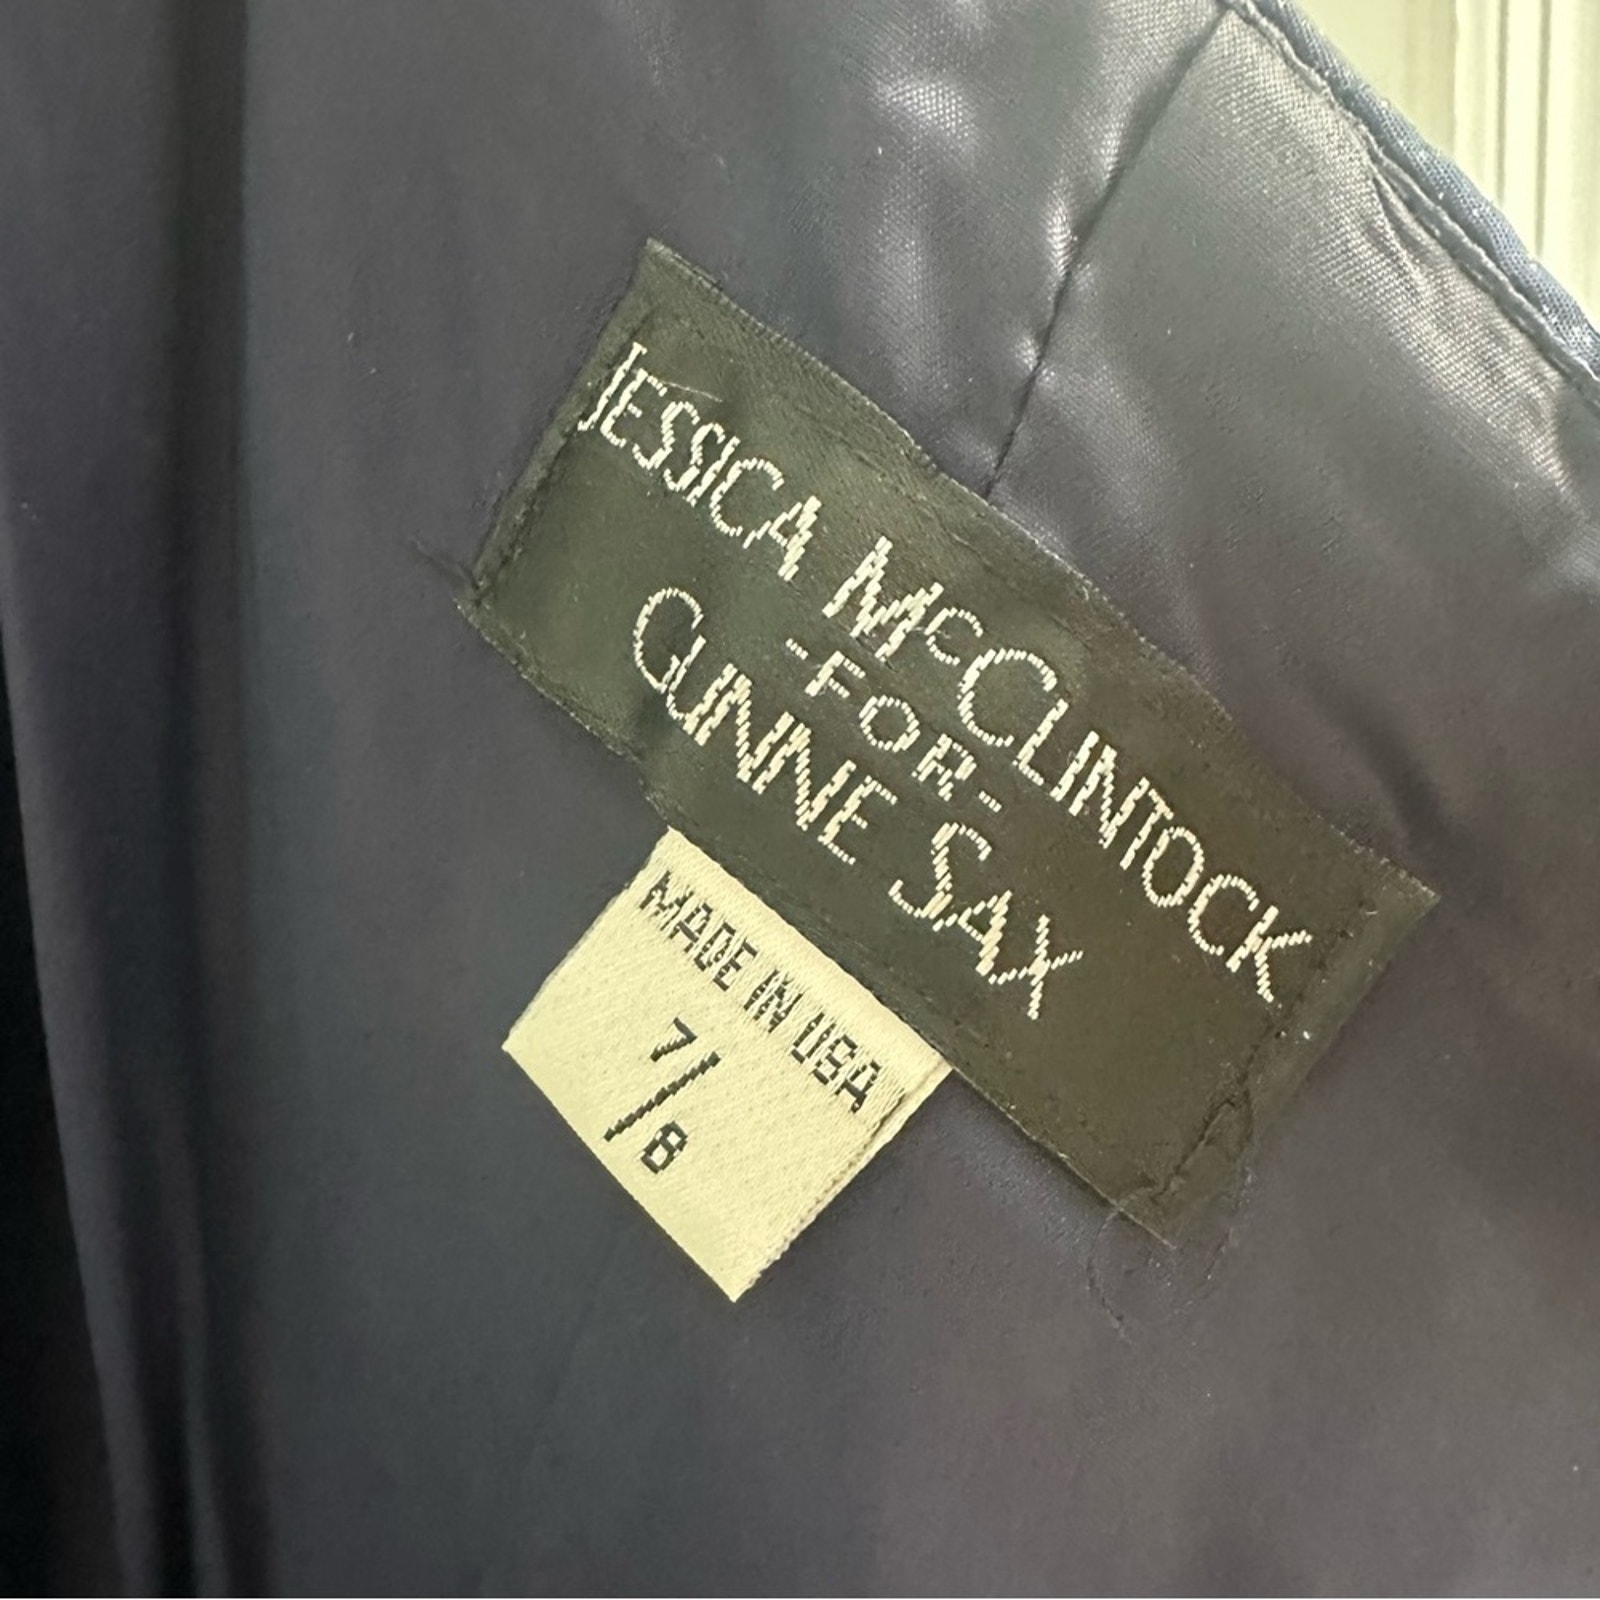 JESSICA McCLINTOCK
-FOR-
GUNNE SAX
MADE IN USA
7/8